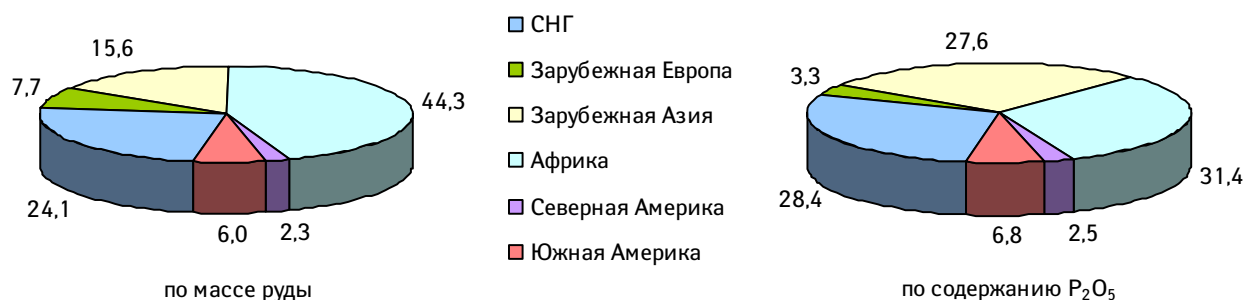 15,6
7,7
44,3
24,1
6,0
2,3
по массе руды
СНГ
Зарубежная Европа
Зарубежная Азия
Африка
Северная Америка
Южная Америка
27,6
3,3
31,4
28,4
6,8
2,5
по содержанию P₂O₅